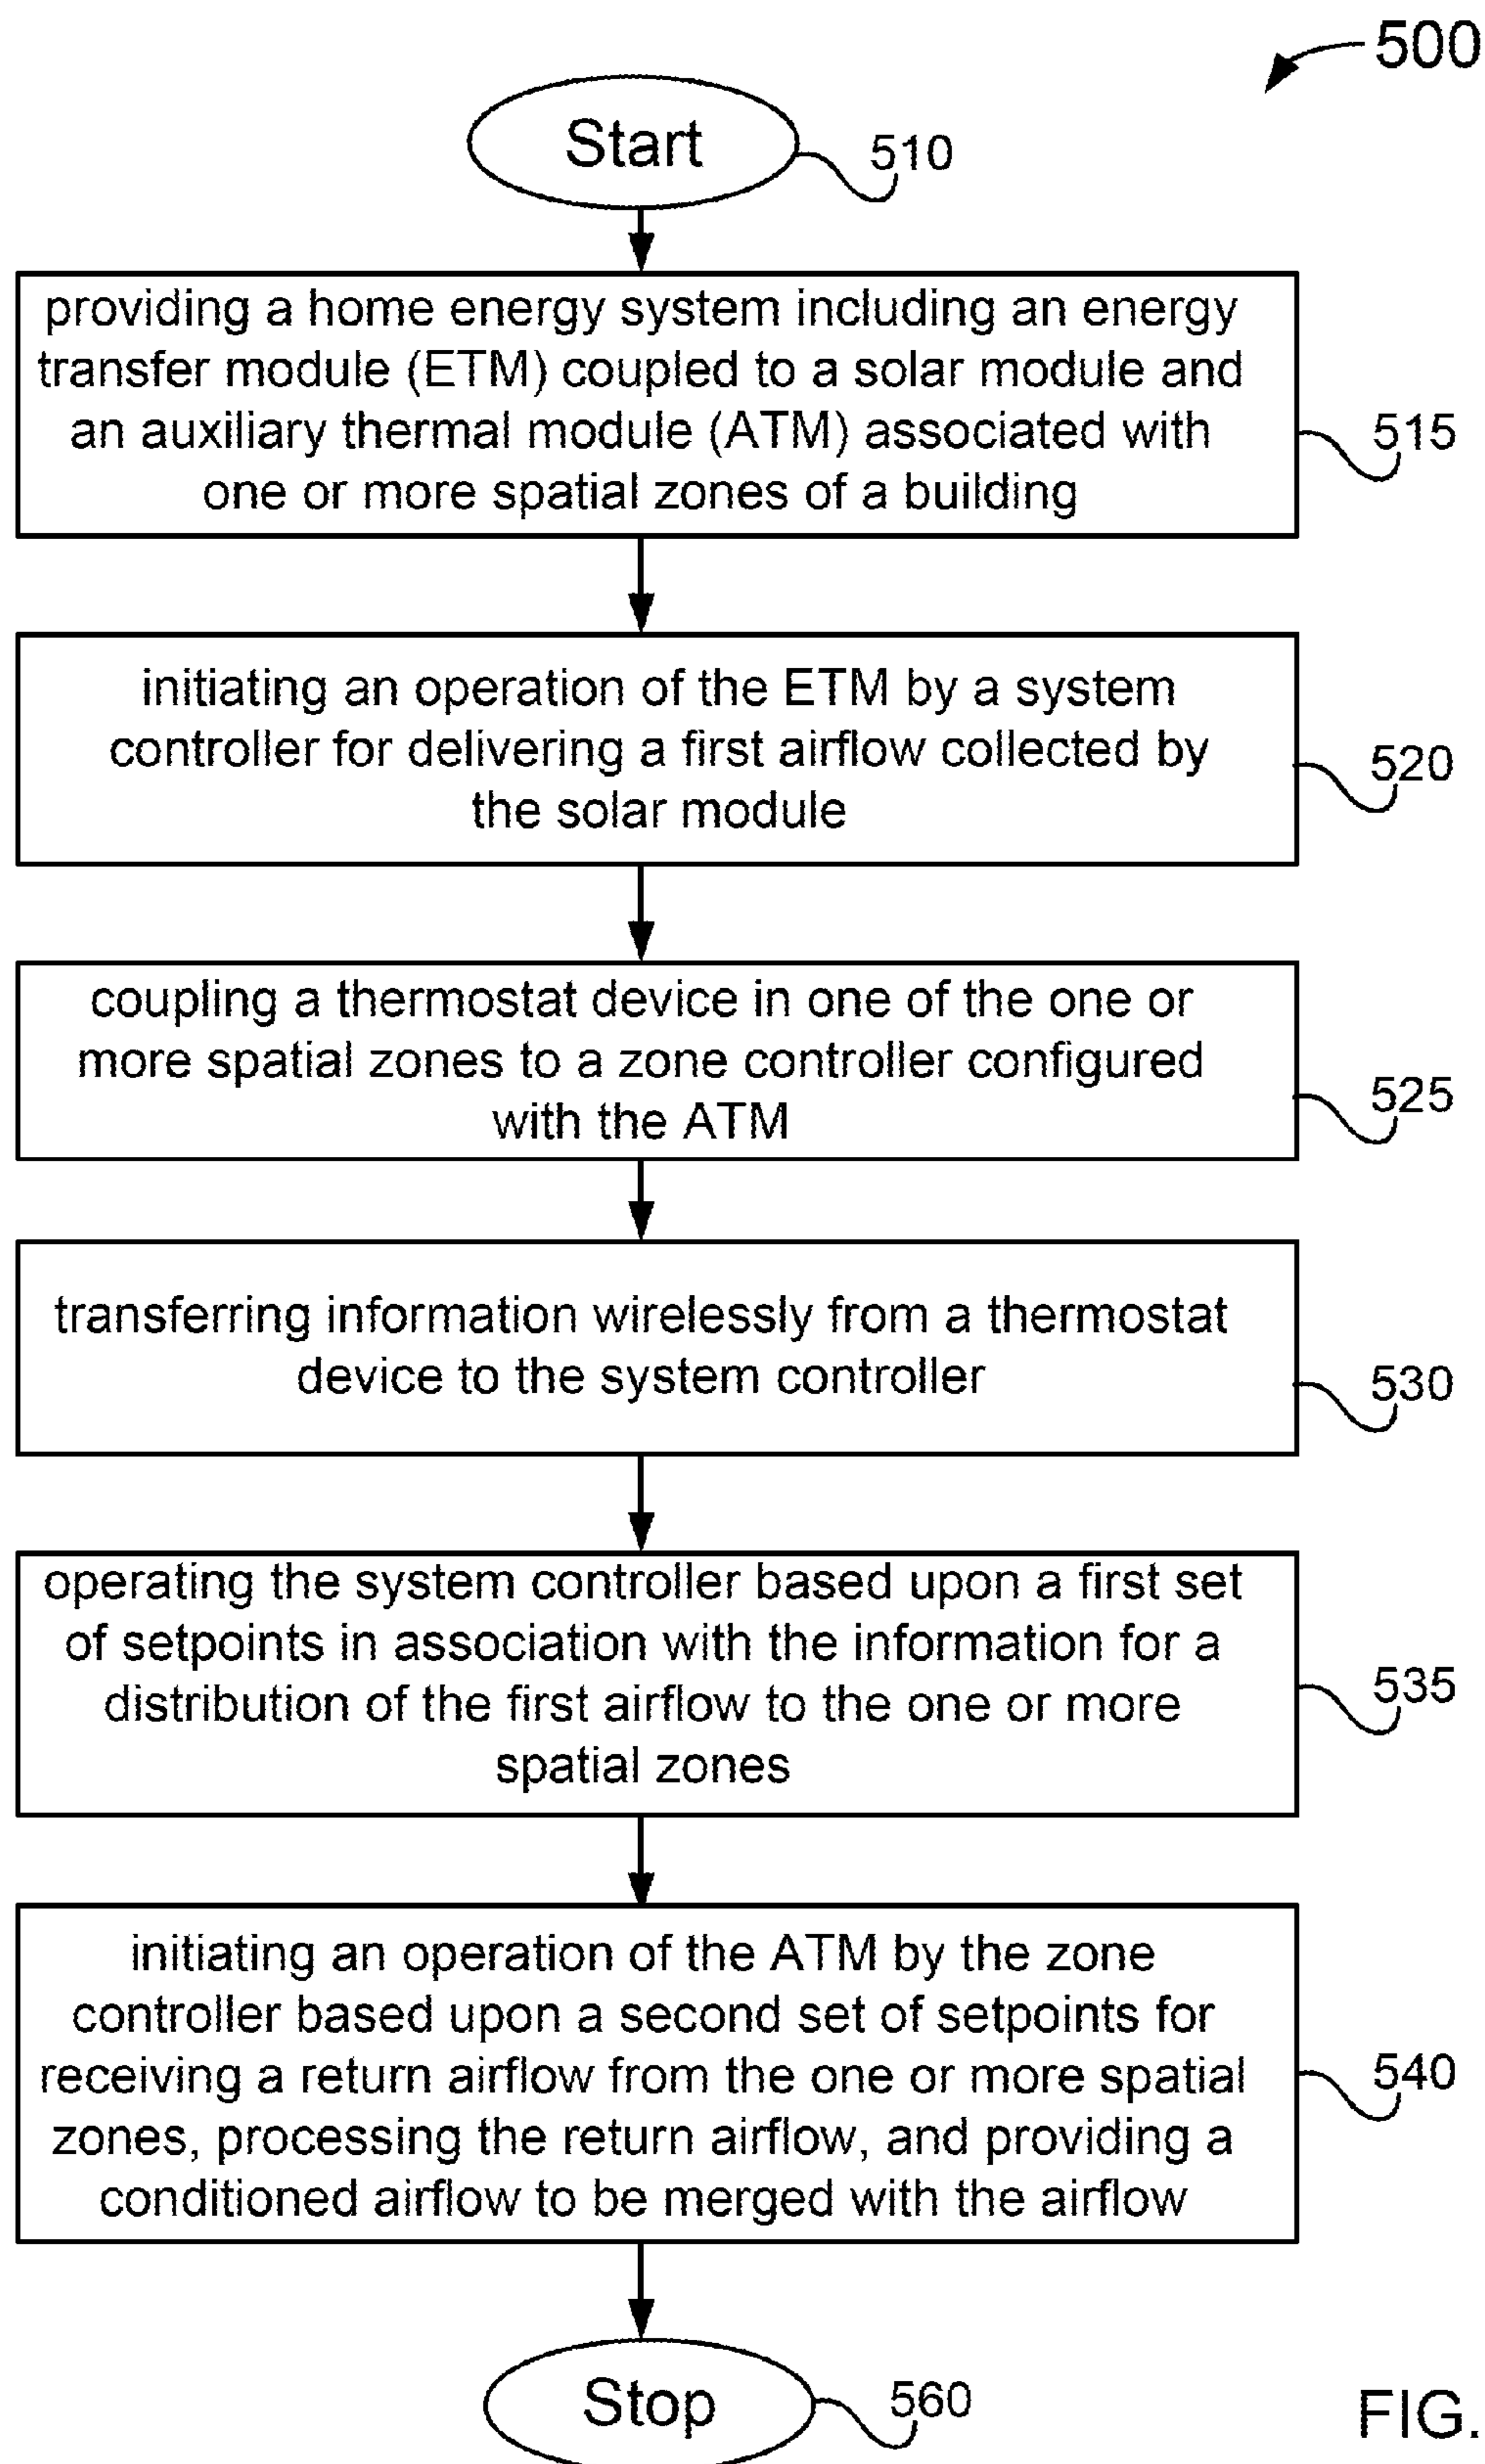 500
Start
510
providing a home energy system including an energy
transfer module (ETM) coupled to a solar module and
an auxiliary thermal module (ATM) associated with
one or more spatial zones of a building
515
initiating an operation of the ETM by a system
controller for delivering a first airflow collected by
the solar module
520
coupling a thermostat device in one of the one or
more spatial zones to a zone controller configured
with the ATM
525
transferring information wirelessly from a thermostat
device to the system controller
530
operating the system controller based upon a first set
of setpoints in association with the information for a
distribution of the first airflow to the one or more
spatial zones
535
initiating an operation of the ATM by the zone
controller based upon a second set of setpoints for
receiving a return airflow from the one or more spatial
zones, processing the return airflow, and providing a
conditioned airflow to be merged with the airflow
540
Stop
560
FIG.